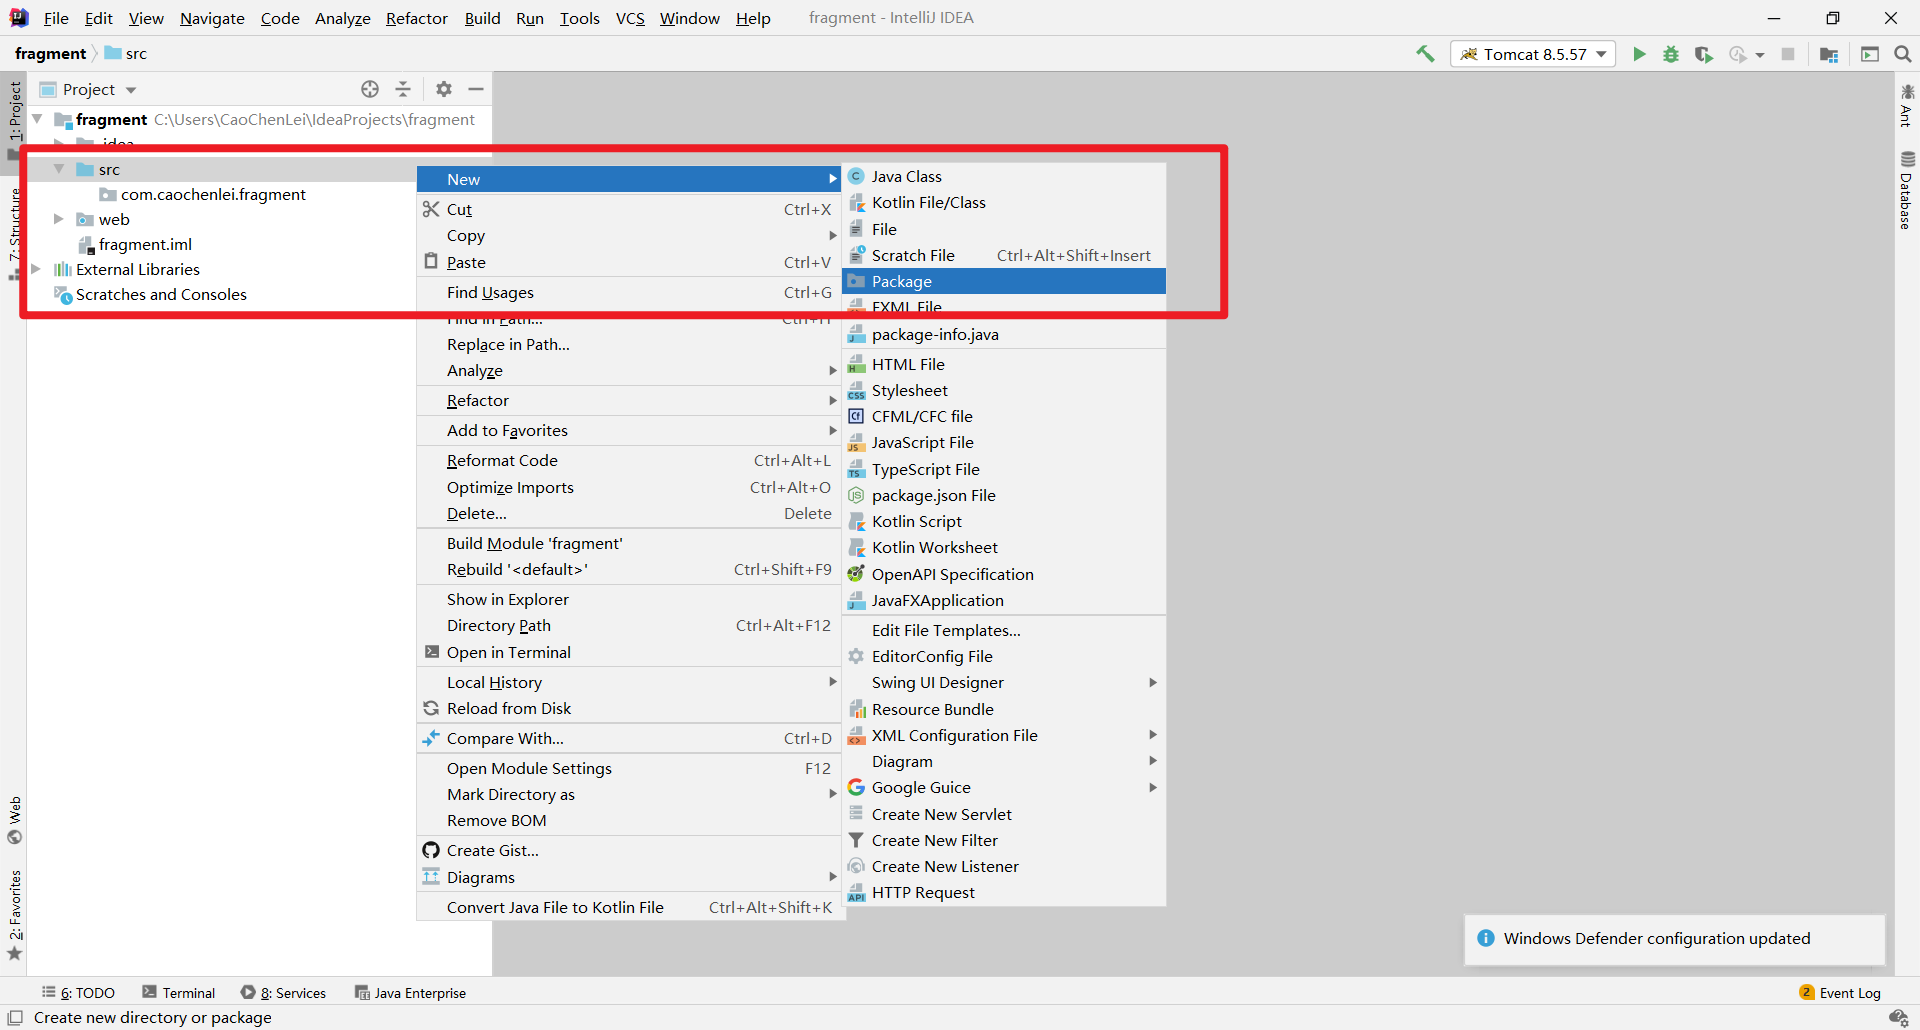 File Edit View Navigate Code Analyze Refactor Build Run Tools VCS Window Help fragment - IntelliJ IDEA
fragment src
Tomcat 8.5.57
Project
1: Project
7: Structure
Web
2: Favorites
fragment C:\Users\CaoChenLei\IdeaProjects\fragment
.idea
src
com.caochenlei.fragment
web
fragment.iml
External Libraries
Scratches and Consoles
New
Cut Ctrl+X
Copy
Paste Ctrl+V
Find Usages Ctrl+G
Find in Path... Ctrl+H
Replace in Path...
Analyze
Refactor
Add to Favorites
Reformat Code Ctrl+Alt+L
Optimize Imports Ctrl+Alt+O
Delete... Delete
Build Module 'fragment'
Rebuild '<default>' Ctrl+Shift+F9
Show in Explorer
Directory Path Ctrl+Alt+F12
Open in Terminal
Local History
Reload from Disk
Compare With... Ctrl+D
Open Module Settings F12
Mark Directory as
Remove BOM
Create Gist...
Diagrams
Convert Java File to Kotlin File Ctrl+Alt+Shift+K
Java Class
Kotlin File/Class
File
Scratch File Ctrl+Alt+Shift+Insert
Package
FXML File
package-info.java
HTML File
Stylesheet
CFML/CFC file
JavaScript File
TypeScript File
package.json File
Kotlin Script
Kotlin Worksheet
OpenAPI Specification
JavaFXApplication
Edit File Templates...
EditorConfig File
Swing UI Designer
Resource Bundle
XML Configuration File
Diagram
Google Guice
Create New Servlet
Create New Filter
Create New Listener
HTTP Request
Ant
Database
Windows Defender configuration updated
6: TODO Terminal 8: Services Java Enterprise
2 Event Log
Create new directory or package